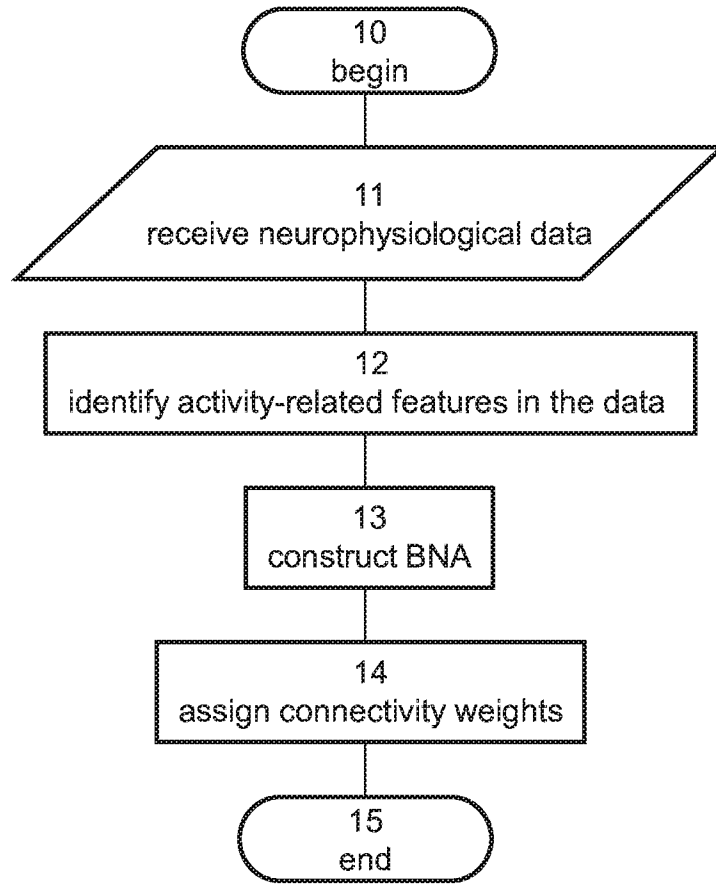 10
begin
11
receive neurophysiological data
12
identify activity-related features in the data
13
construct BNA
14
assign connectivity weights
15
end